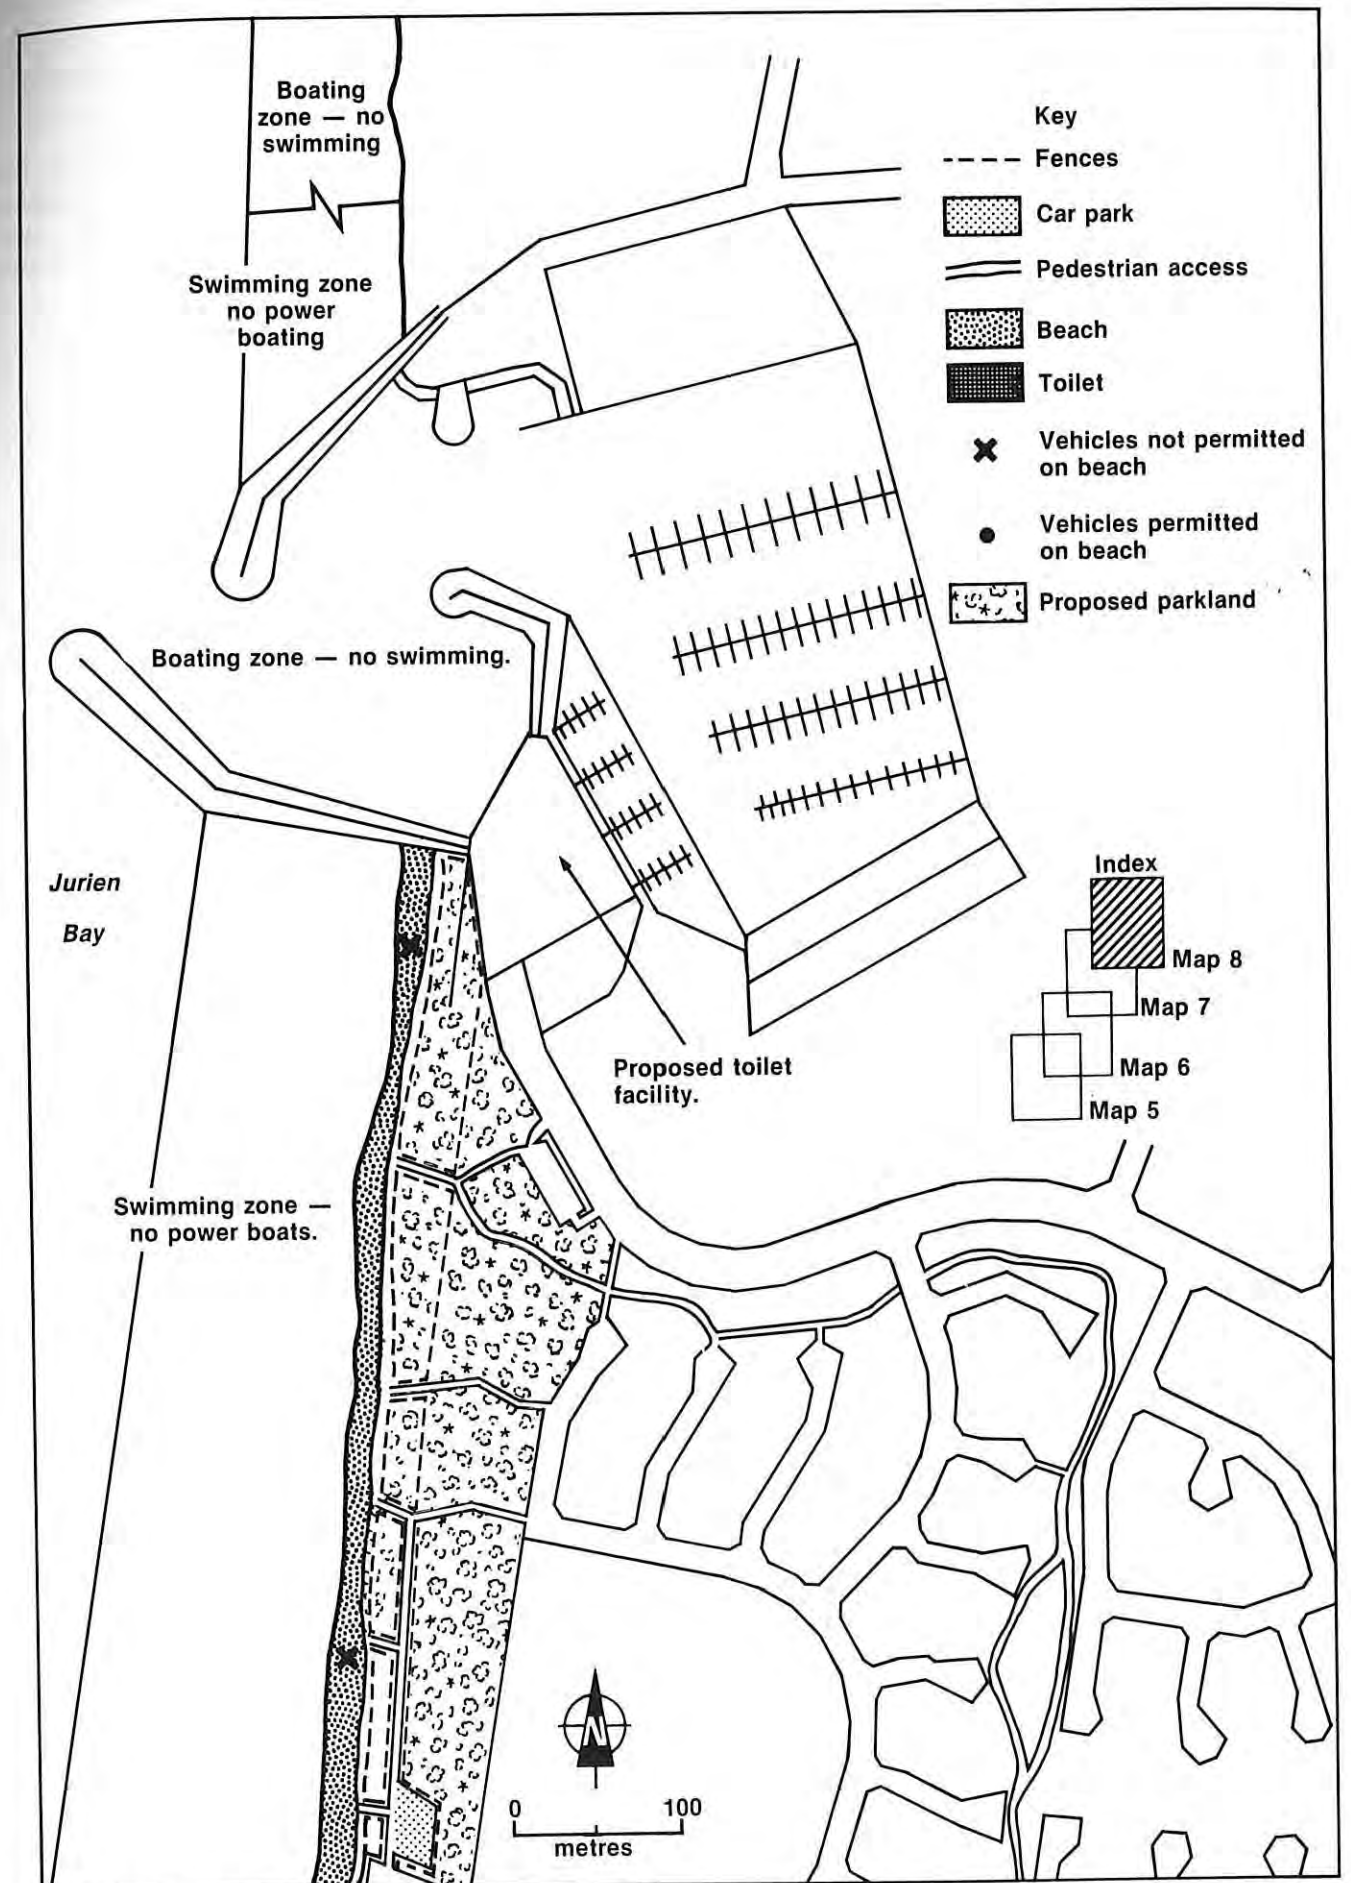 Boating
zone — no
swimming
Swimming zone
no power
boating
Key
Fences
Car park
Pedestrian access
Beach
Toilet
Vehicles not permitted
on beach
Vehicles permitted
on beach
Proposed parkland
Boating zone — no swimming.
Jurien
Bay
Index
Map 8
Map 7
Map 6
Map 5
Proposed toilet
facility.
Swimming zone —
no power boats.
N
0 100
metres